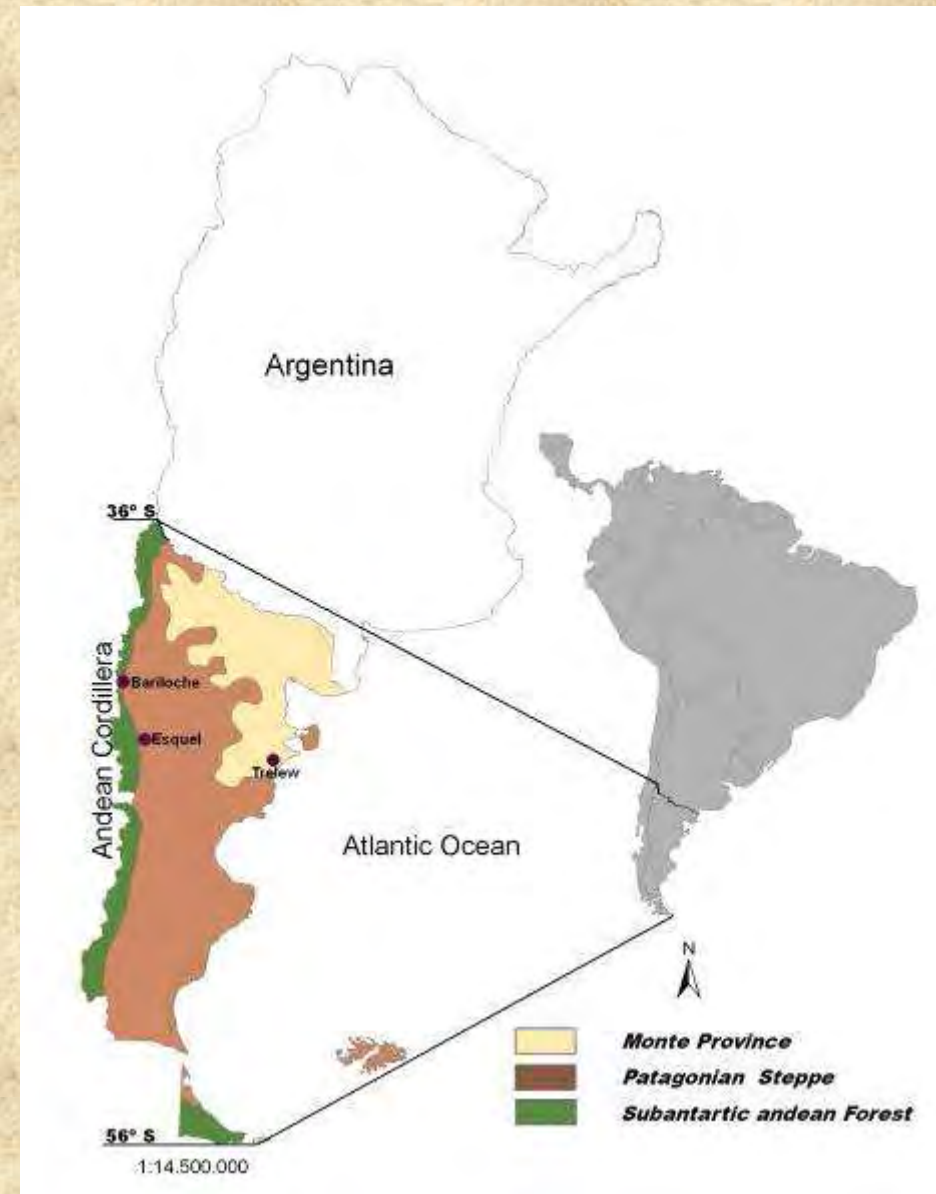 Argentina
36° S
Andean Cordillera
Bariloche
Esquel
Trelew
Atlantic Ocean
N
Monte Province
Patagonian Steppe
Subantartic andean Forest
56° S
1:14.500.000